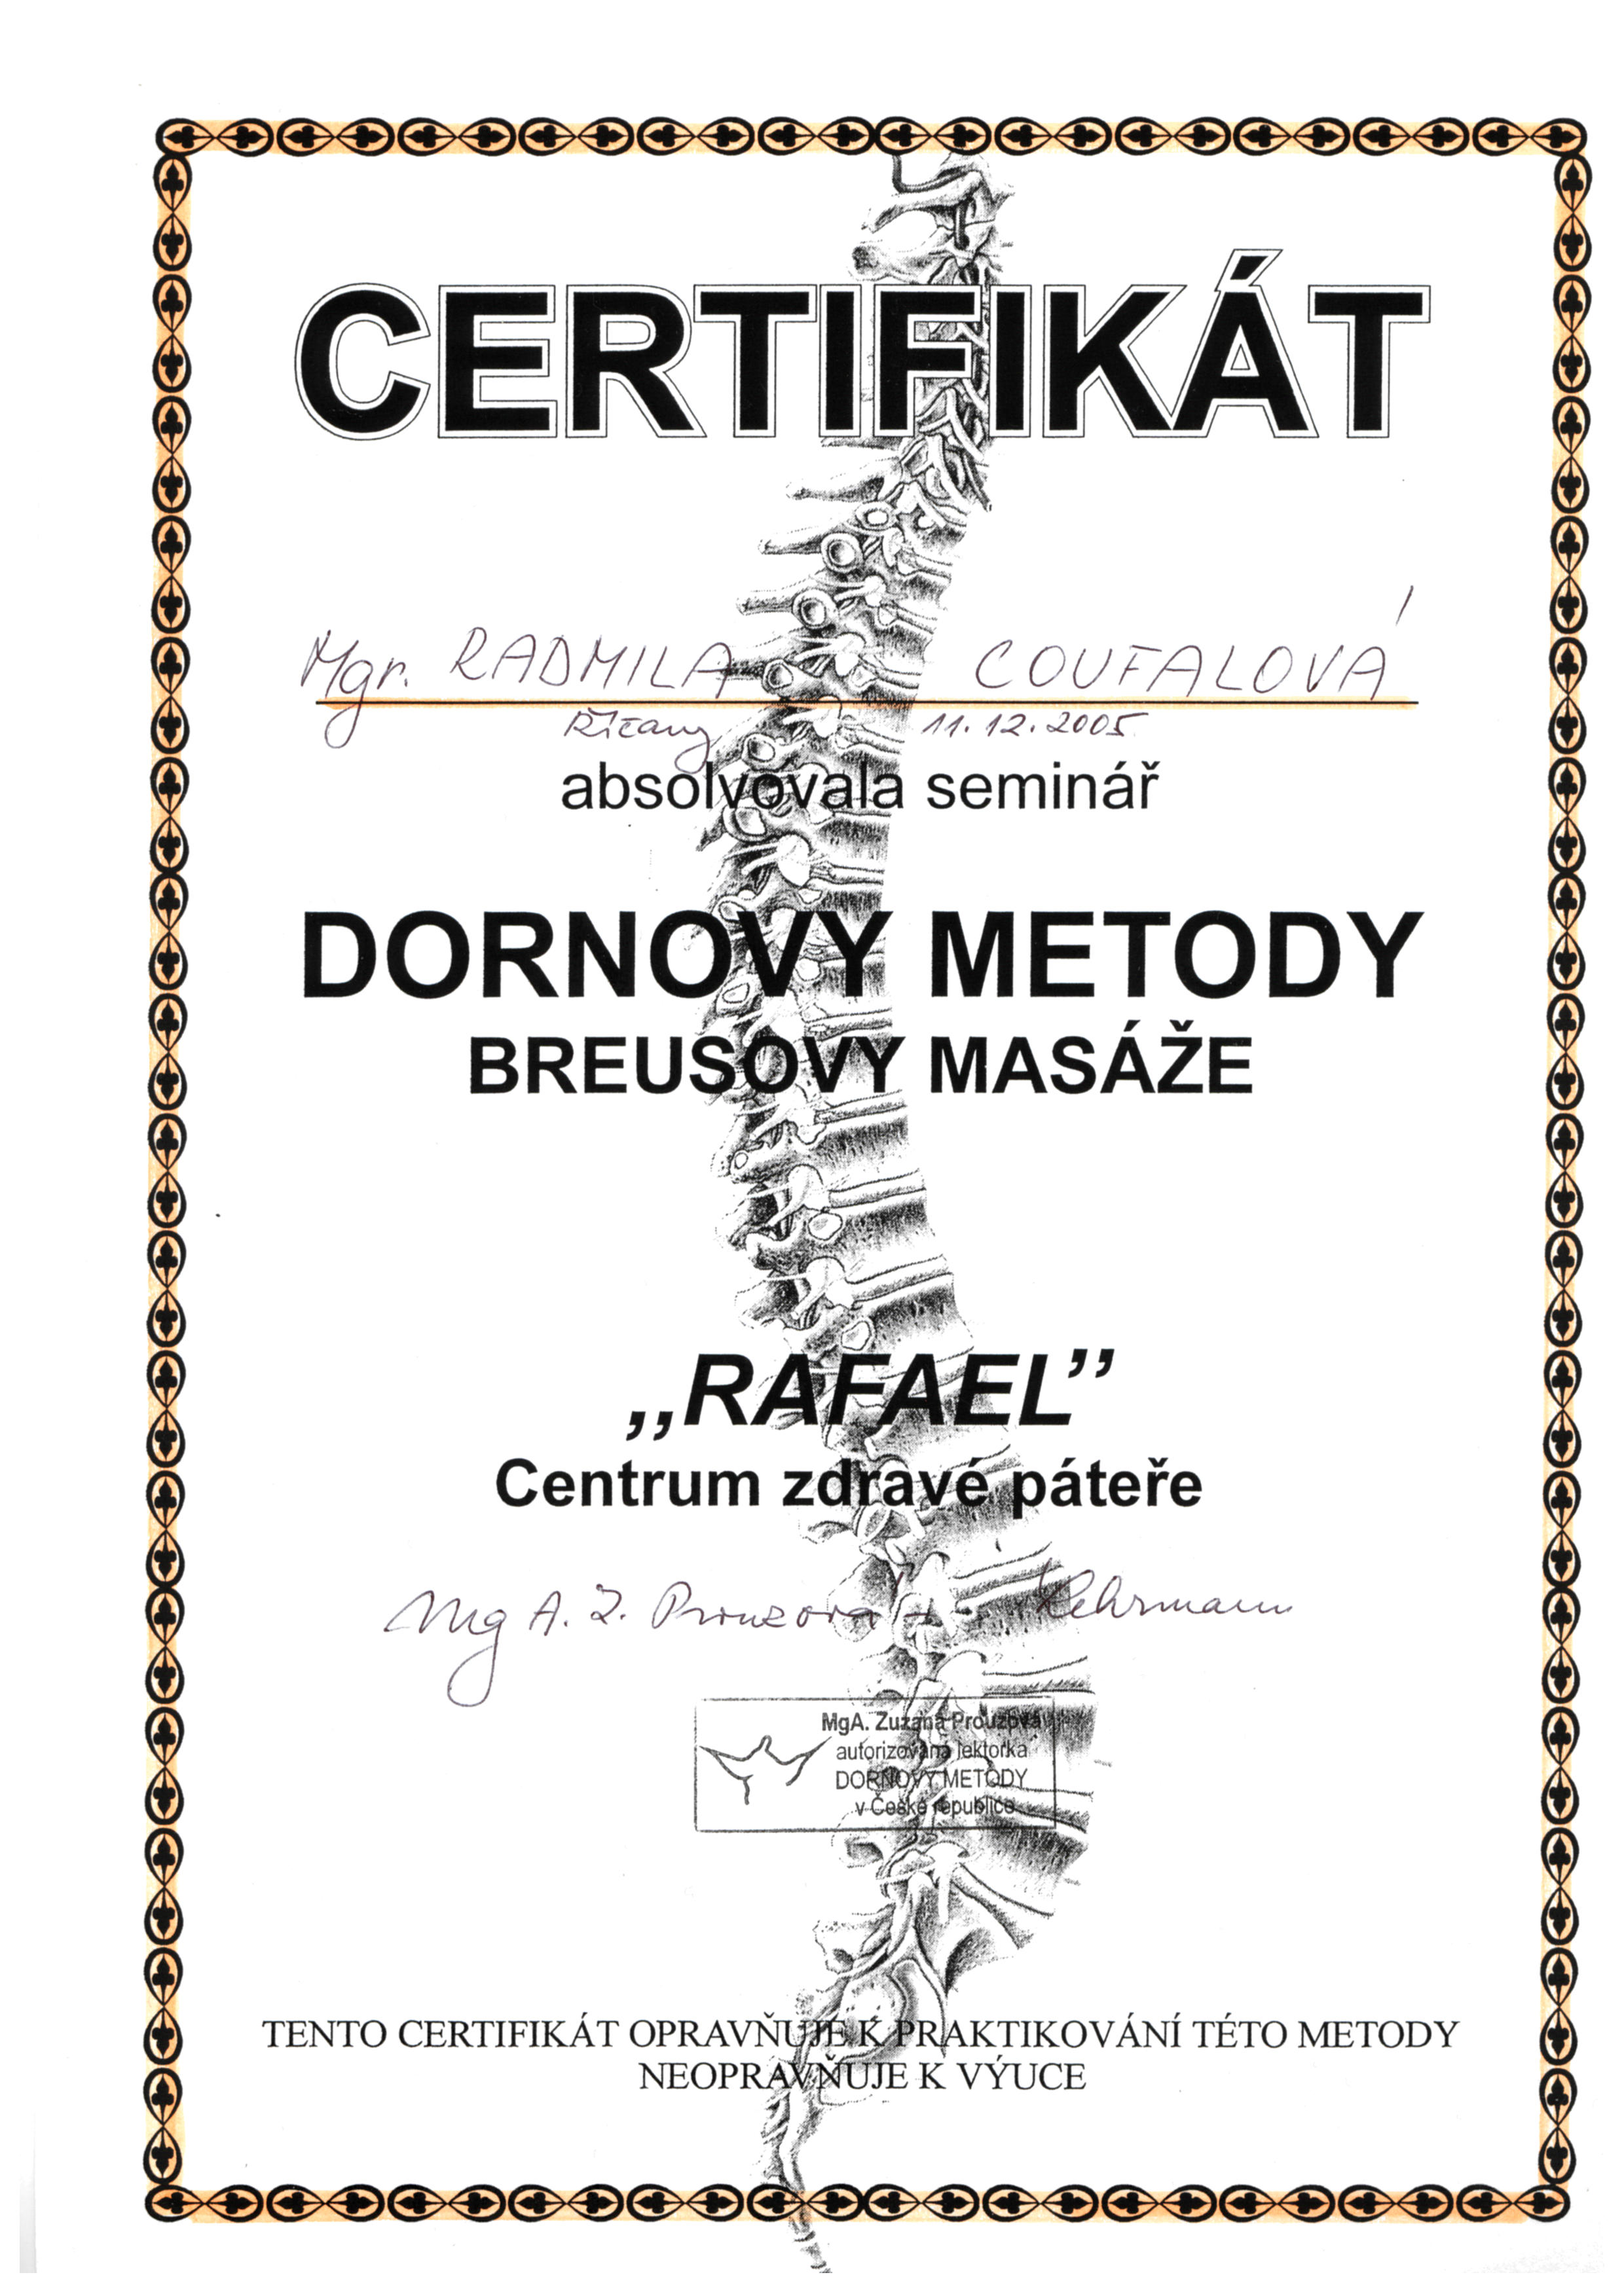 CERTIFIKÁT
Mgr. RADMILA COUFALOVÁ
Říčany 11.12.2005
absolvovala seminář
DORNOVY METODY
BREUSOVY MASÁŽE
„RAFAEL”
Centrum zdravé páteře
MgA. Z. Prouzová Lehrmann
MgA. Zuzana Prouzová
autorizovaná lektorka
DORNOVY METODY
v České republice
TENTO CERTIFIKÁT OPRAVŇUJE K PRAKTIKOVÁNÍ TÉTO METODY
NEOPRAVŇUJE K VÝUCE